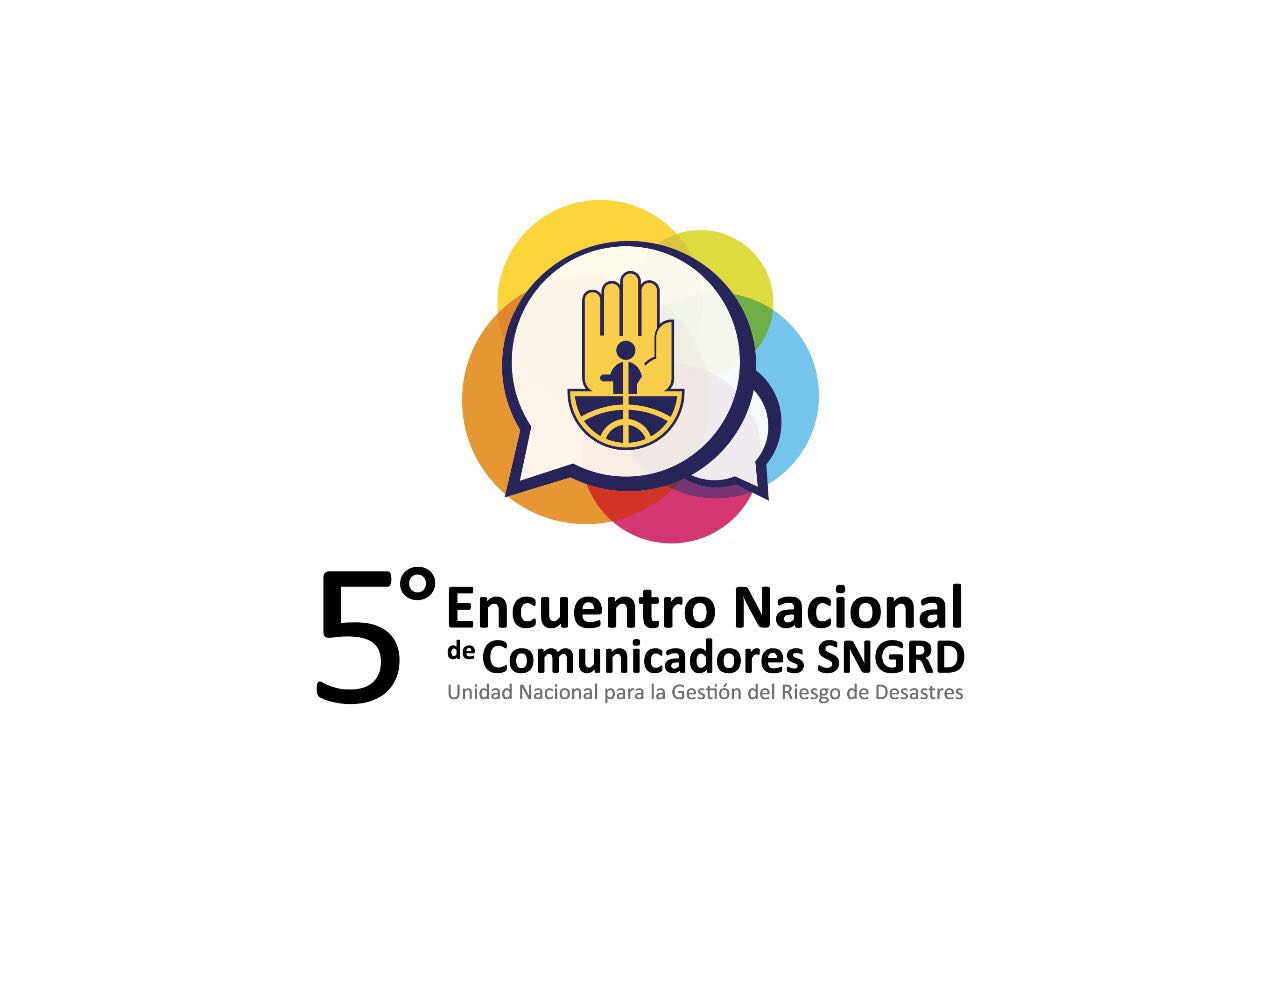 5° Encuentro Nacional
de Comunicadores SNGRD
Unidad Nacional para la Gestión del Riesgo de Desastres